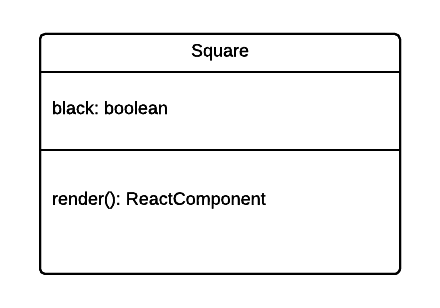 Square
black: boolean
render(): ReactComponent